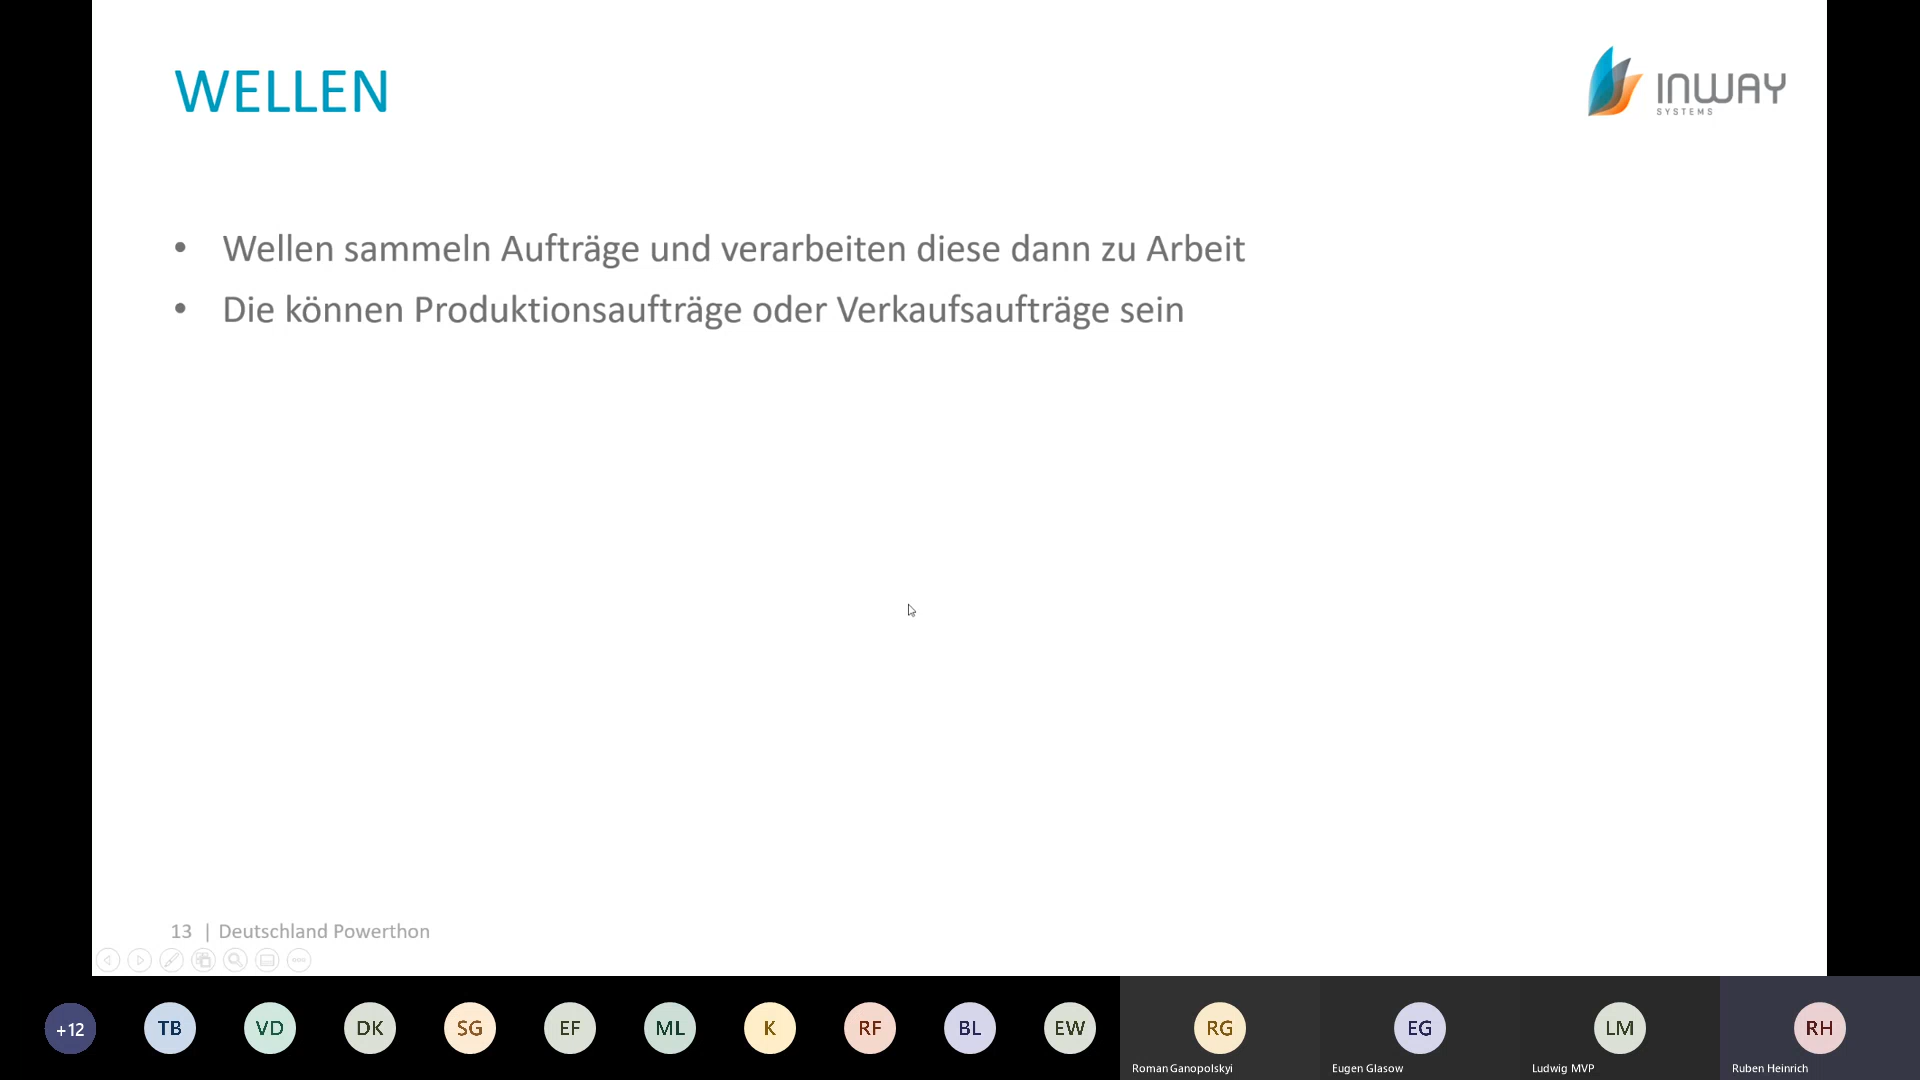 WELLEN
INWAY
SYSTEMS
• Wellen sammeln Aufträge und verarbeiten diese dann zu Arbeit
• Die können Produktionsaufträge oder Verkaufsaufträge sein
13 | Deutschland Powerthon
+12 TB VD DK SG EF ML K RF BL EW RG EG LM RH
Roman Ganopolskyi Eugen Glasow Ludwig MVP Ruben Heinrich